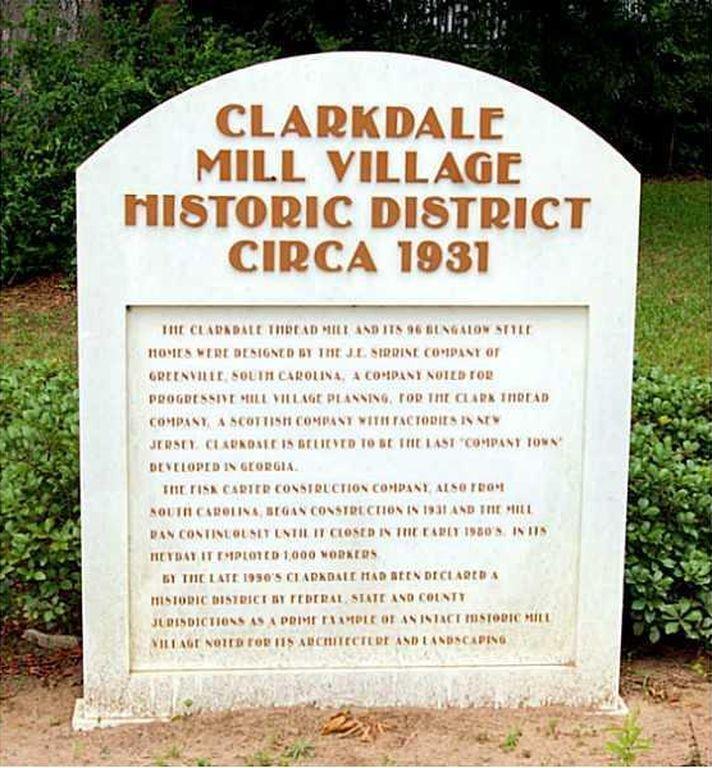 CLARKDALE
MILL VILLAGE
HISTORIC DISTRICT
CIRCA 1931
THE CLARKDALE THREAD MILL AND ITS 96 BUNGALOW STYLE
HOMES WERE DESIGNED BY THE J.E. SIRRINE COMPANY OF
GREENVILLE, SOUTH CAROLINA, A COMPANY NOTED FOR
PROGRESSIVE MILL VILLAGE PLANNING, FOR THE CLARK THREAD
COMPANY, A SCOTTISH COMPANY WITH FACTORIES IN NEW
JERSEY. CLARKDALE IS BELIEVED TO BE THE LAST "COMPANY TOWN"
DEVELOPED IN GEORGIA.
THE FISK CARTER CONSTRUCTION COMPANY, ALSO FROM
SOUTH CAROLINA, BEGAN CONSTRUCTION IN 1931 AND THE MILL
RAN CONTINUOUSLY UNTIL IT CLOSED IN THE EARLY 1980'S. IN ITS
HEYDAY IT EMPLOYED 1,000 WORKERS.
BY THE LATE 1990'S CLARKDALE HAD BEEN DECLARED A
HISTORIC DISTRICT BY FEDERAL, STATE AND COUNTY
JURISDICTIONS AS A PRIME EXAMPLE OF AN INTACT HISTORIC MILL
VILLAGE NOTED FOR ITS ARCHITECTURE AND LANDSCAPING